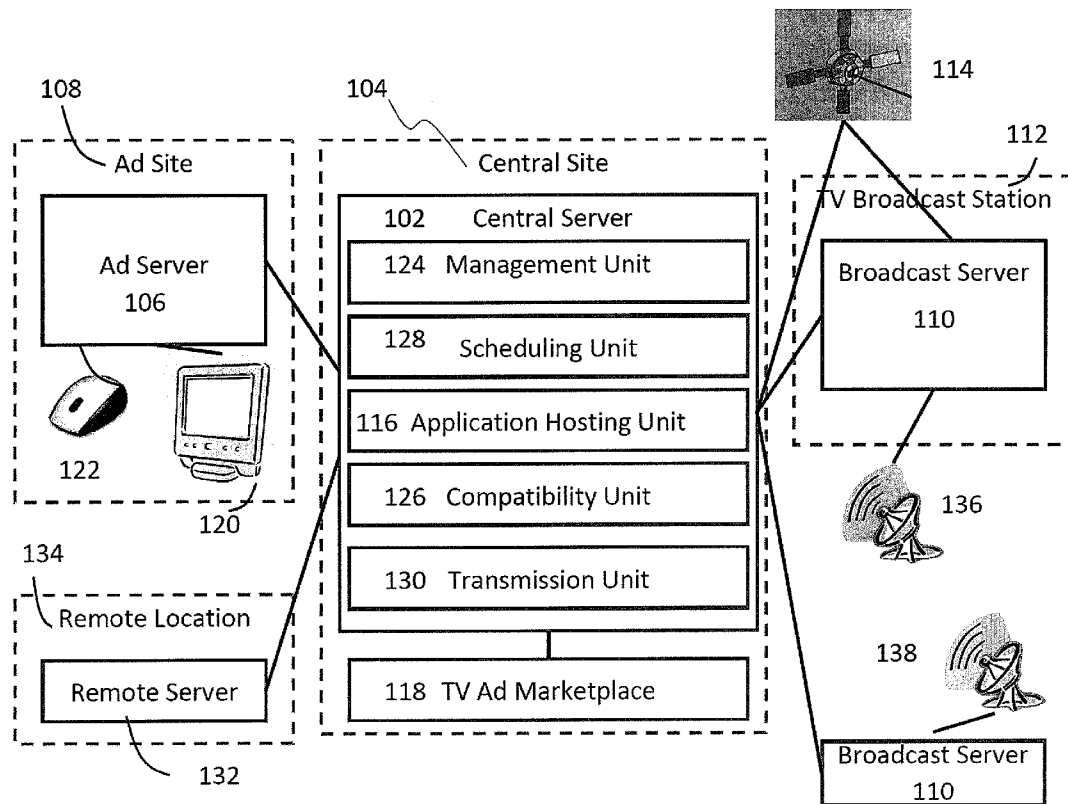 114
108
104
112
Ad Site
Central Site
TV Broadcast Station
102 Central Server
Ad Server
106
124 Management Unit
Broadcast Server
110
128 Scheduling Unit
116 Application Hosting Unit
122
126 Compatibility Unit
120
136
134
130 Transmission Unit
Remote Location
138
Remote Server
118 TV Ad Marketplace
132
Broadcast Server
110